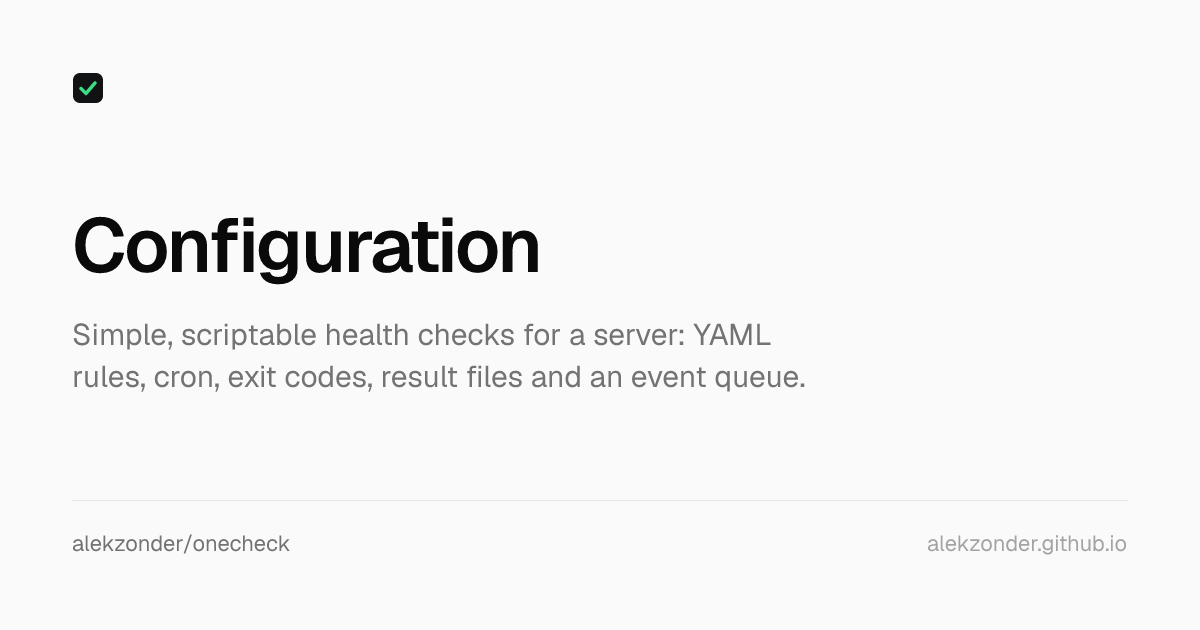 Configuration
Simple, scriptable health checks for a server: YAML
rules, cron, exit codes, result files and an event queue.
alekzonder/onecheck
alekzonder.github.io